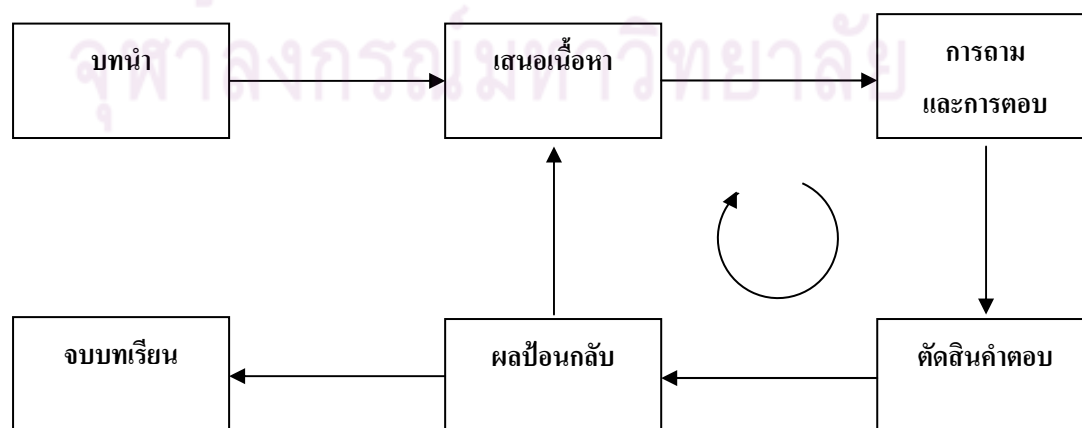 บทนำ
เสนอเนื้อหา
การถาม
และการตอบ
จุฬาลงกรณ์มหาวิทยาลัย
จบบทเรียน
ผลป้อนกลับ
ตัดสินคำตอบ